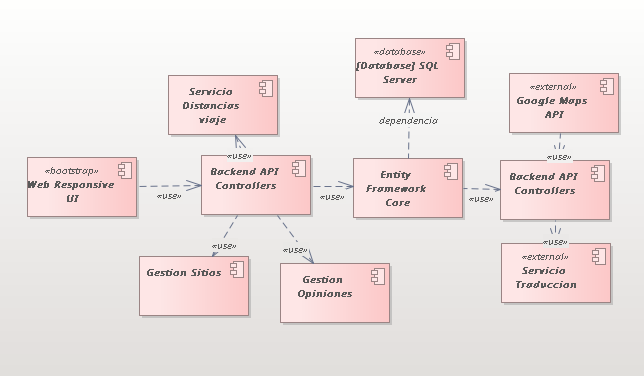 «database»
[Database] SQL
Server
Servicio
Distancias
viaje
«external»
Google Maps
API
dependencia
«use»
«use»
«bootstrap»
Web Responsive
UI
Backend API
Controllers
Entity
Framework
Core
Backend API
Controllers
«use»
«use»
«use»
«use»
«use»
«use»
Gestion Sitios
Gestion
Opiniones
«external»
Servicio
Traduccion